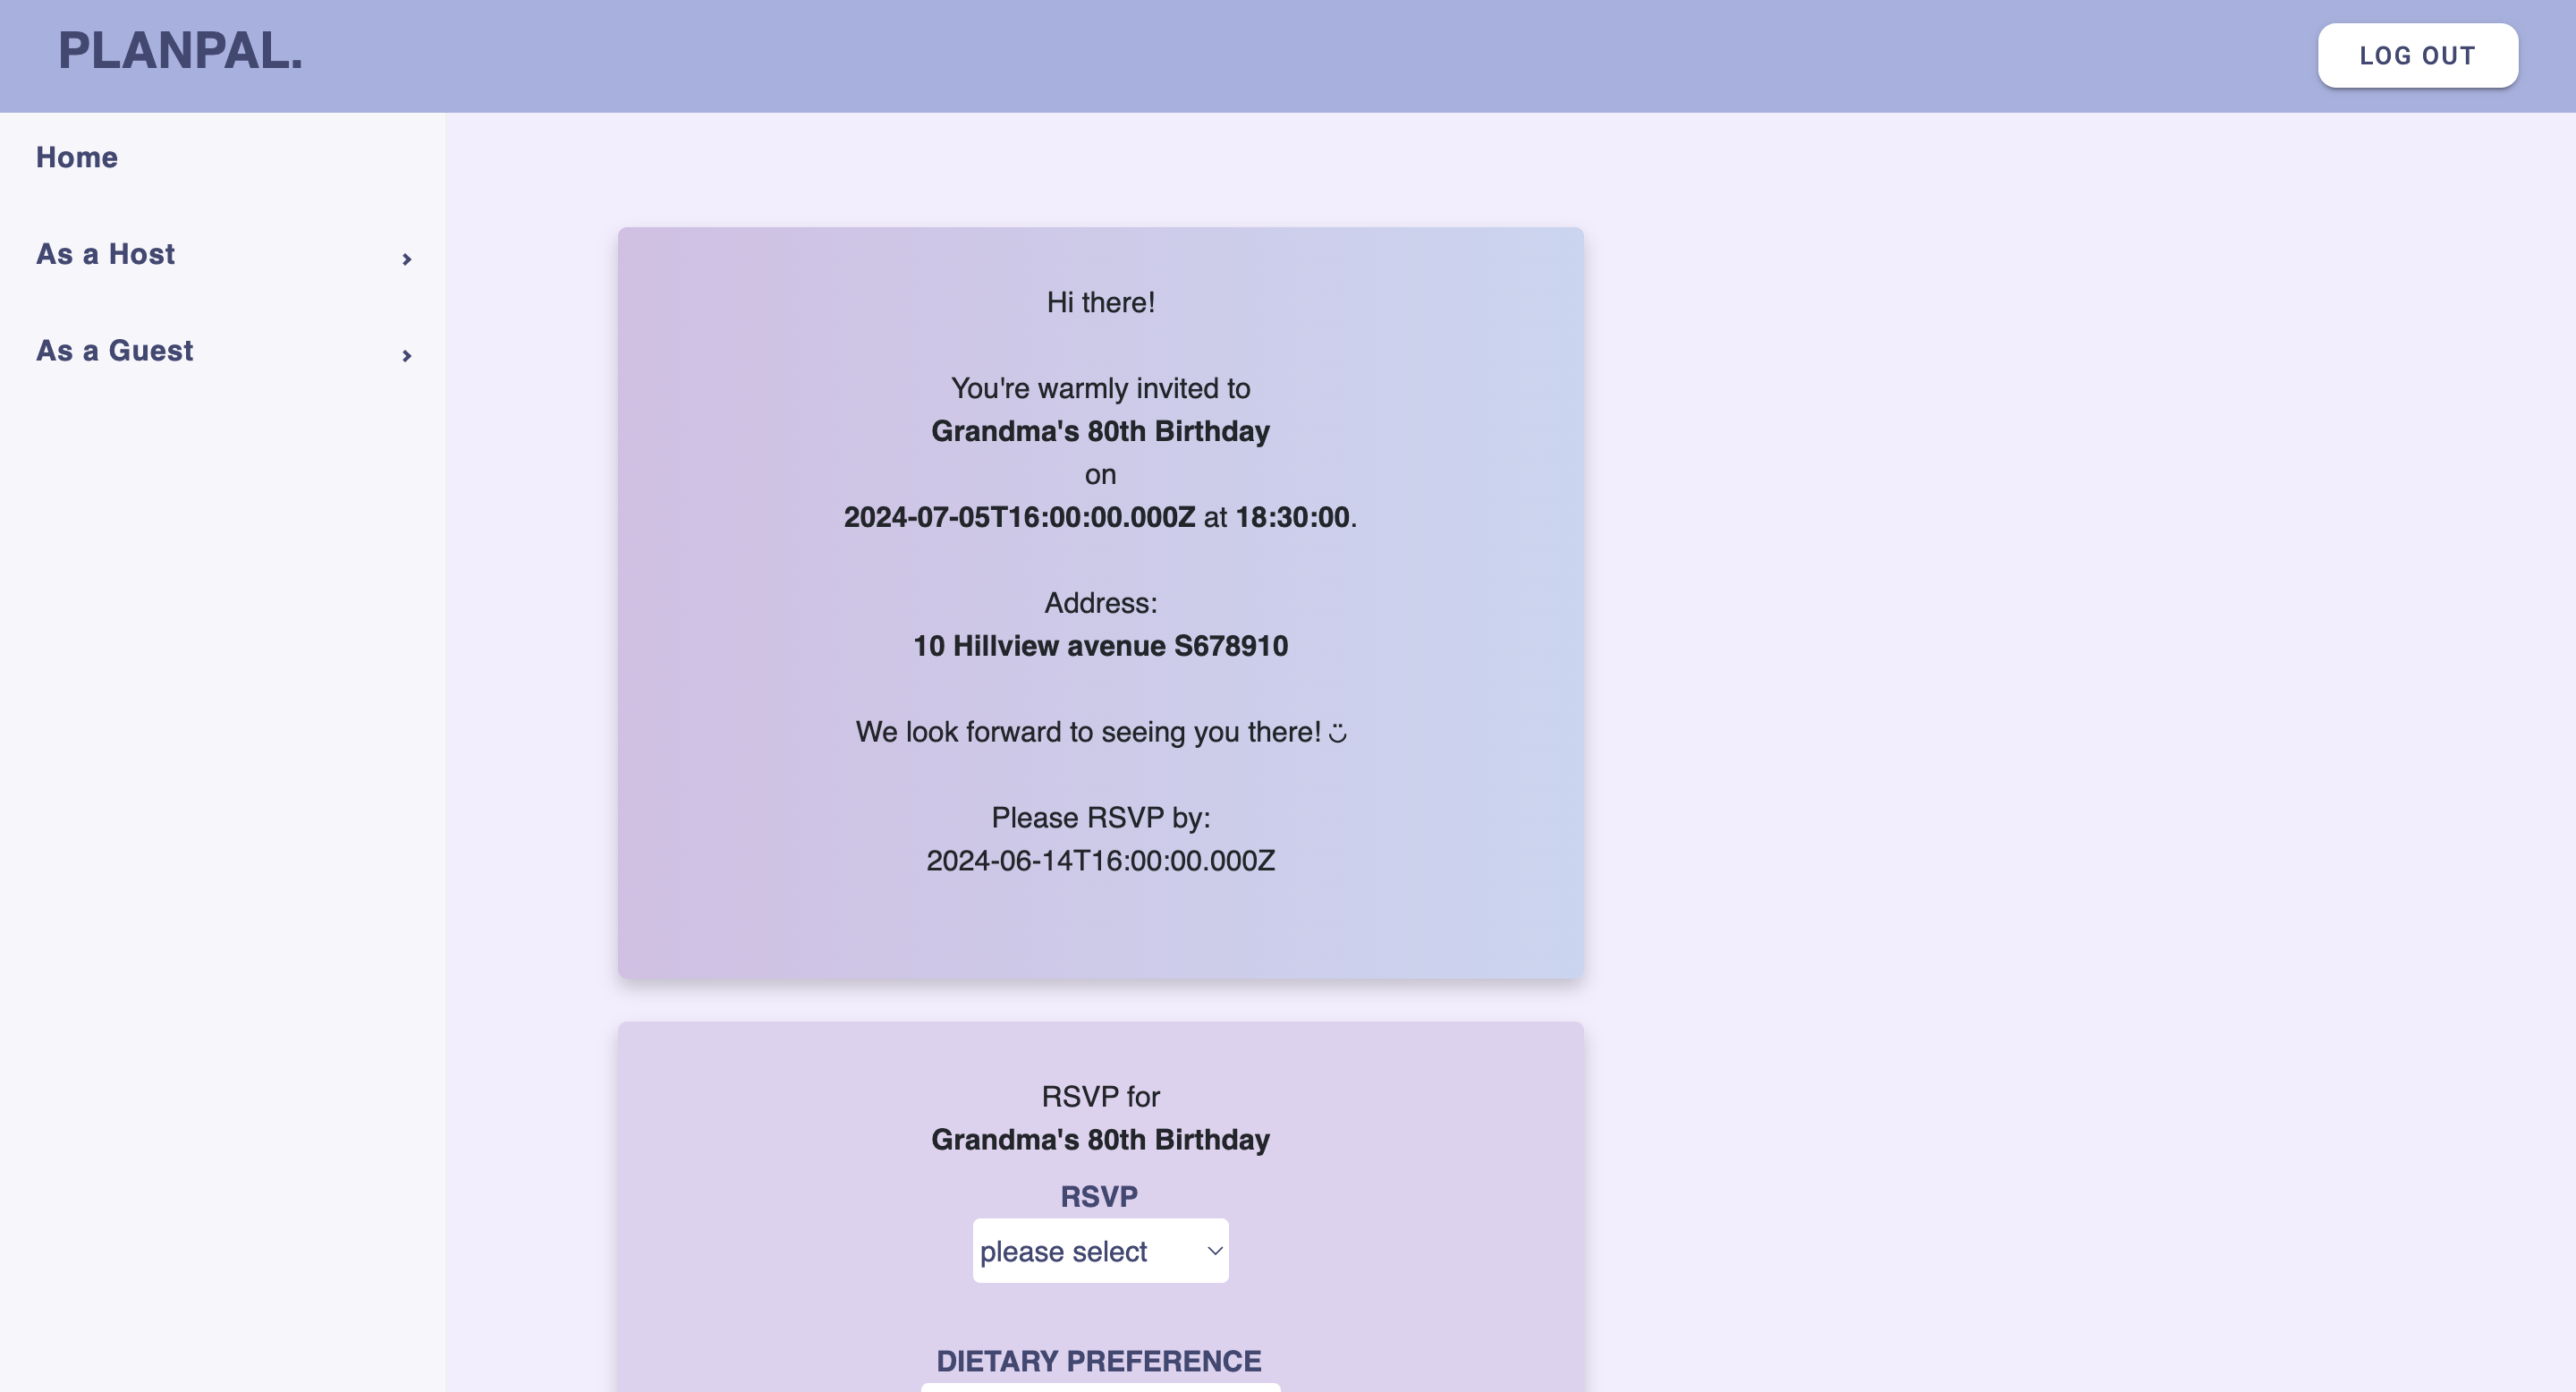 PLANPAL.
LOG OUT
Home
As a Host
As a Guest
Hi there!
You're warmly invited to
Grandma's 80th Birthday
on
2024-07-05T16:00:00.000Z at 18:30:00.
Address:
10 Hillview avenue S678910
We look forward to seeing you there! ü
Please RSVP by:
2024-06-14T16:00:00.000Z
RSVP for
Grandma's 80th Birthday
RSVP
please select
DIETARY PREFERENCE